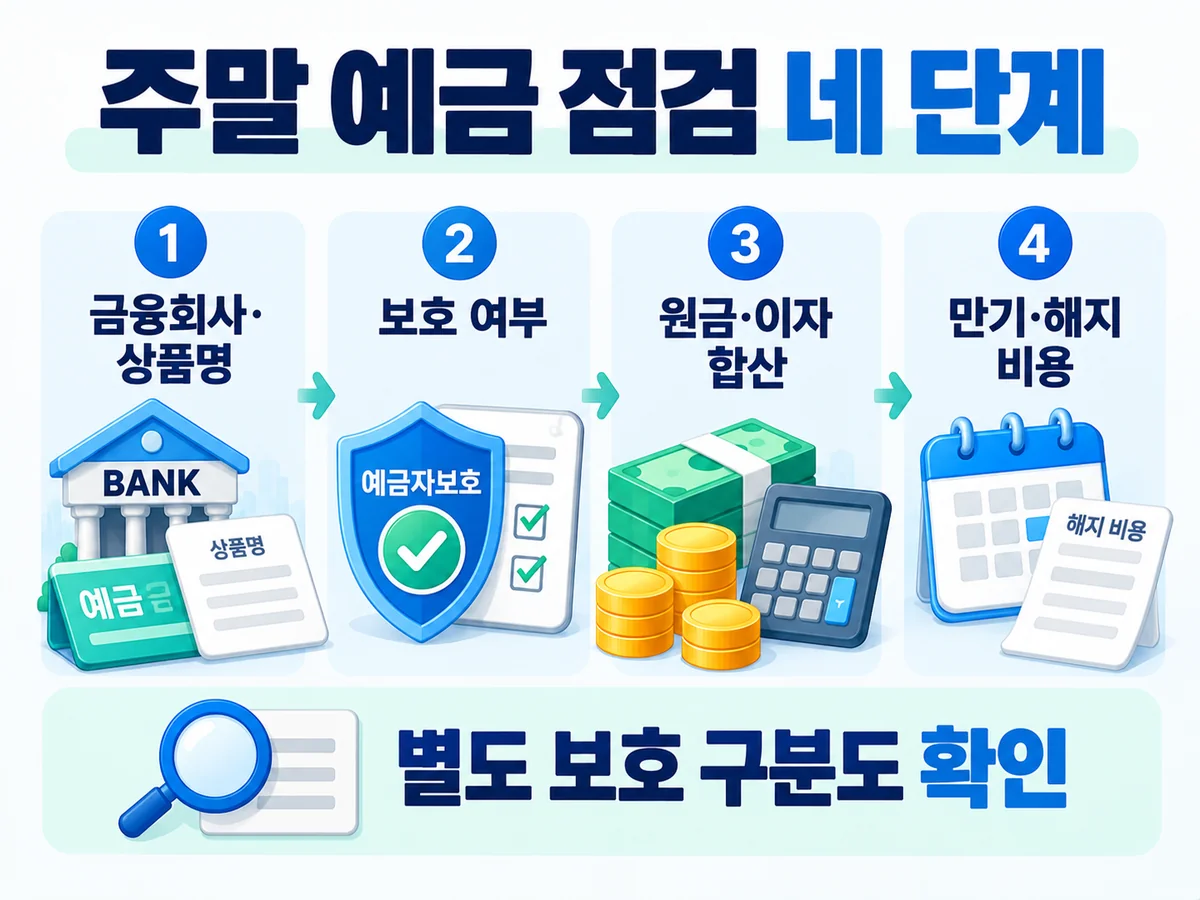 주말 예금 점검 네 단계
1
금융회사·
상품명
BANK
예금
상품명
2
보호 여부
예금자보호
3
원금·이자
합산
4
만기·해지
비용
해지 비용
별도 보호 구분도 확인